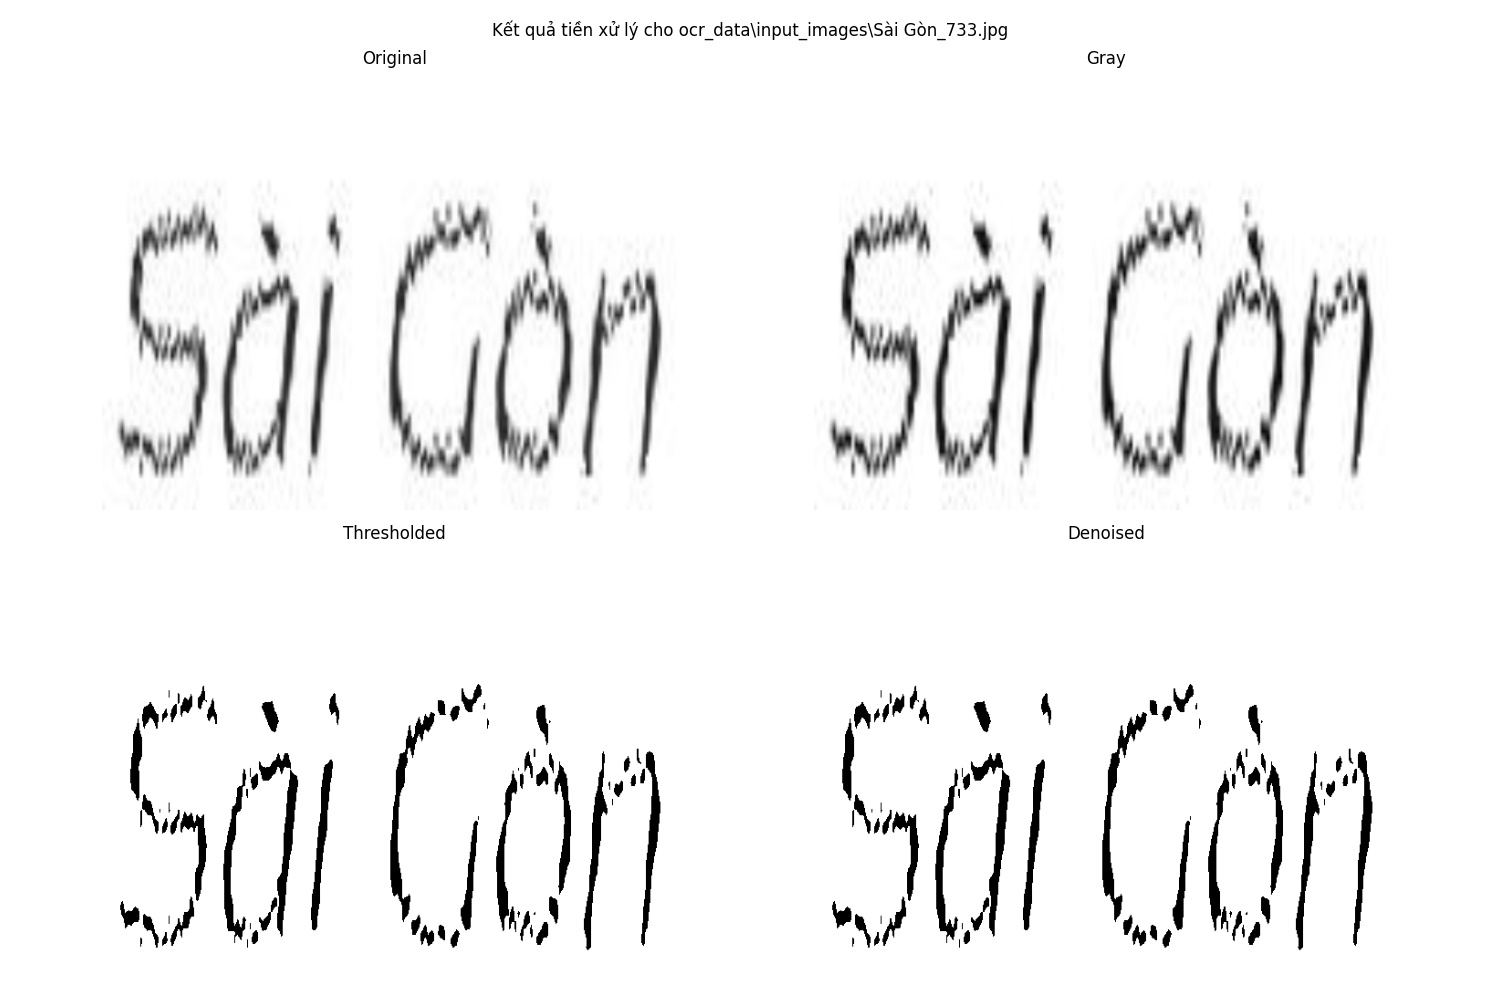 Kết quả tiền xử lý cho ocr_data\input_images\Sài Gòn_733.jpg
Original
Gray
Sài Gòn
Sài Gòn
Thresholded
Denoised
Sài Gòn
Sài Gòn